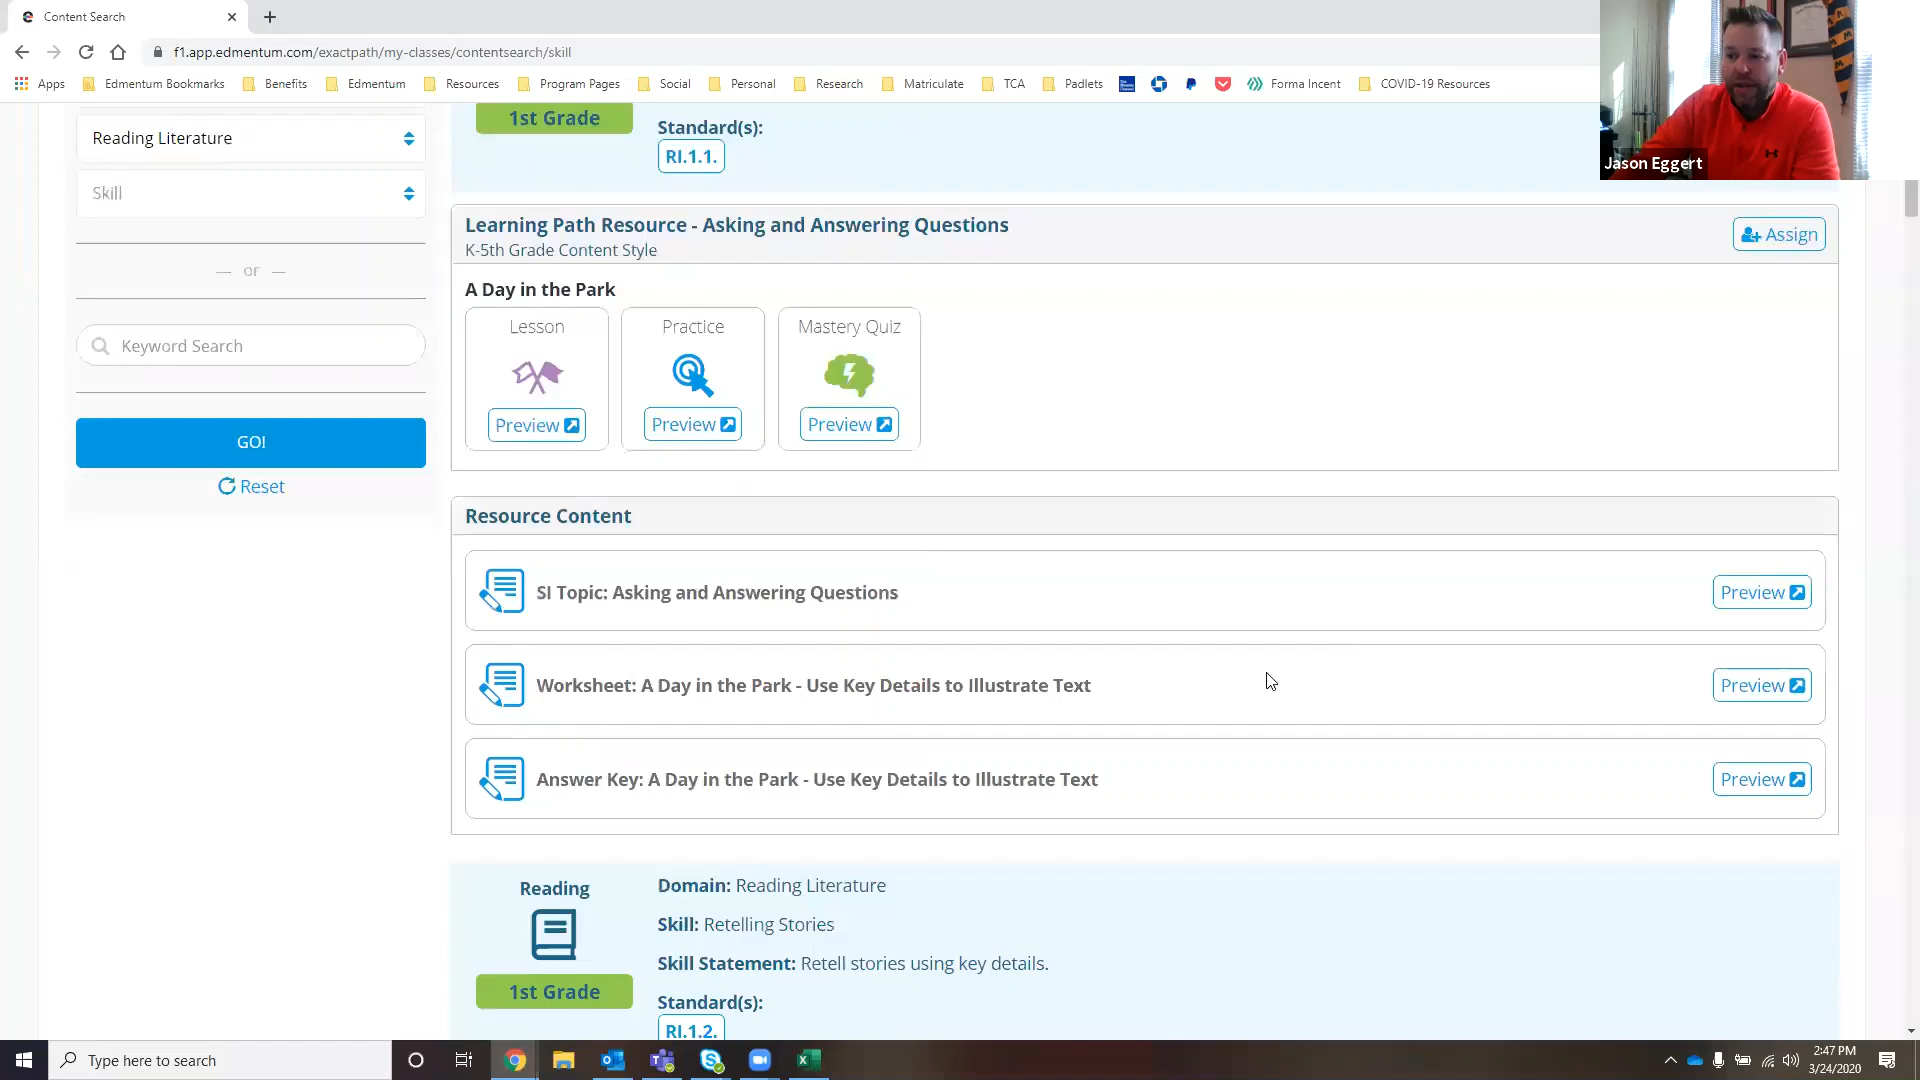 Content Search
f1.app.edmentum.com/exactpath/my-classes/contentsearch/skill
Apps
Edmentum Bookmarks
Benefits
Edmentum
Resources
Program Pages
Social
Personal
Research
Matriculate
TCA
Padlets
Forma Incent
COVID-19 Resources
Jason Eggert
Reading Literature
Skill
— or —
Keyword Search
GO!
Reset
1st Grade
Standard(s):
RI.1.1.
Learning Path Resource - Asking and Answering Questions
K-5th Grade Content Style
Assign
A Day in the Park
Lesson
Practice
Mastery Quiz
Preview
Preview
Preview
Resource Content
SI Topic: Asking and Answering Questions
Preview
Worksheet: A Day in the Park - Use Key Details to Illustrate Text
Preview
Answer Key: A Day in the Park - Use Key Details to Illustrate Text
Preview
Reading
1st Grade
Domain: Reading Literature
Skill: Retelling Stories
Skill Statement: Retell stories using key details.
Standard(s):
RI.1.2.
Type here to search
2:47 PM
3/24/2020